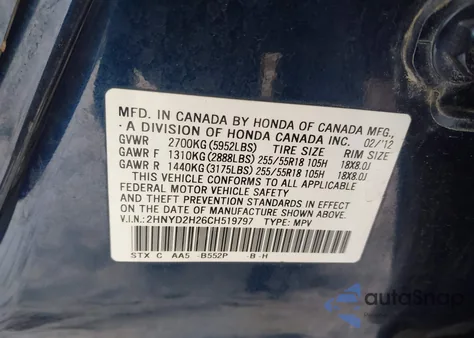 MFD. IN CANADA BY HONDA OF CANADA MFG.,
A DIVISION OF HONDA CANADA INC. 02/'12
GVWR 2700KG(5952LBS) TIRE SIZE RIM SIZE
GAWR F 1310KG(2888LBS) 255/55R18 105H 18X8.0J
GAWR R 1440KG(3175LBS) 255/55R18 105H 18X8.0J
THIS VEHICLE CONFORMS TO ALL APPLICABLE
FEDERAL MOTOR VEHICLE SAFETY
AND THEFT PREVENTION STANDARDS IN EFFECT
ON THE DATE OF MANUFACTURE SHOWN ABOVE.
V.I.N.: 2HNYD2H26CH519797 TYPE: MPV
STX C AA5 -B552P -B-H
autoSnap